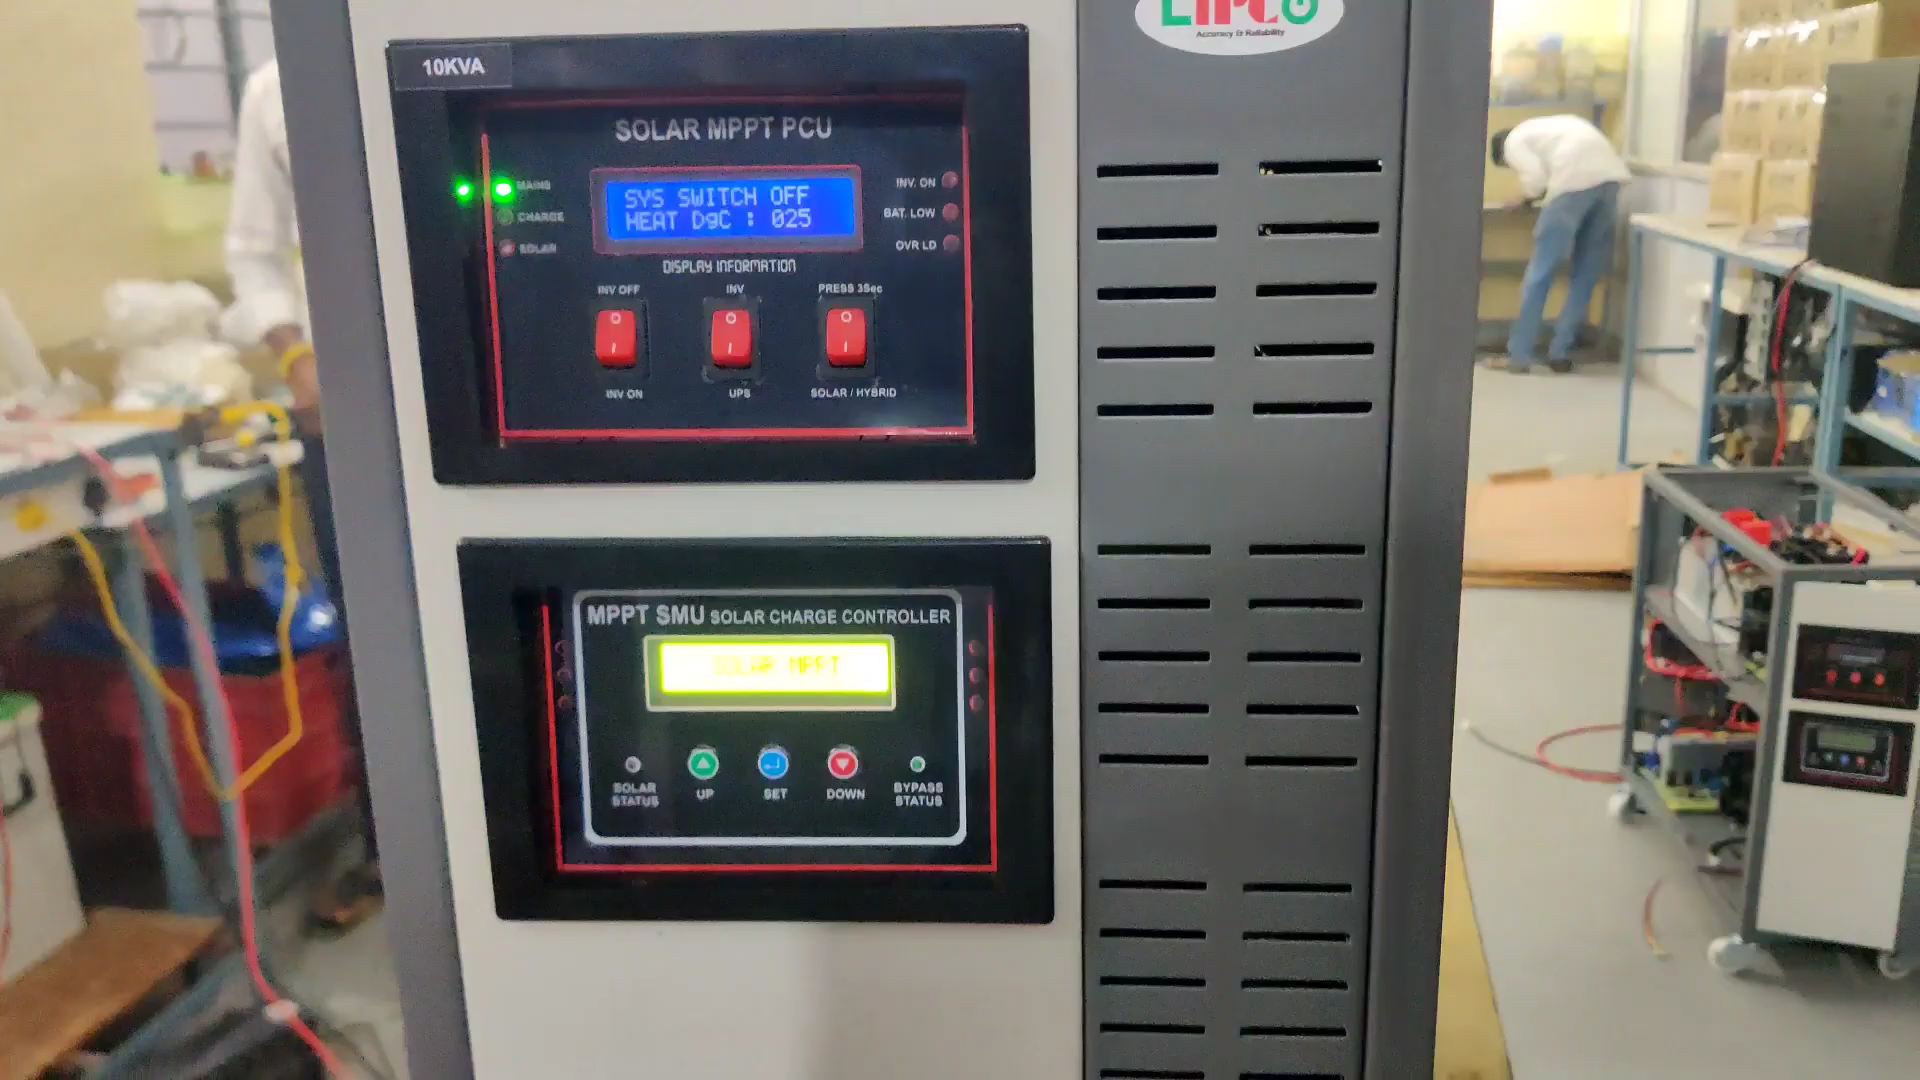 10KVA
SOLAR MPPT PCU
MAINS
CHARGE
SOLAR
SYS SWITCH OFF
HEAT DgC : 025
INV. ON
BAT. LOW
OVR LD
DISPLAY INFORMATION
INV OFF
INV
PRESS 3Sec
INV ON
UPS
SOLAR / HYBRID
MPPT SMU SOLAR CHARGE CONTROLLER
SOLAR MPPT
SOLAR STATUS
UP
SET
DOWN
BYPASS STATUS
Accuracy & Reliability